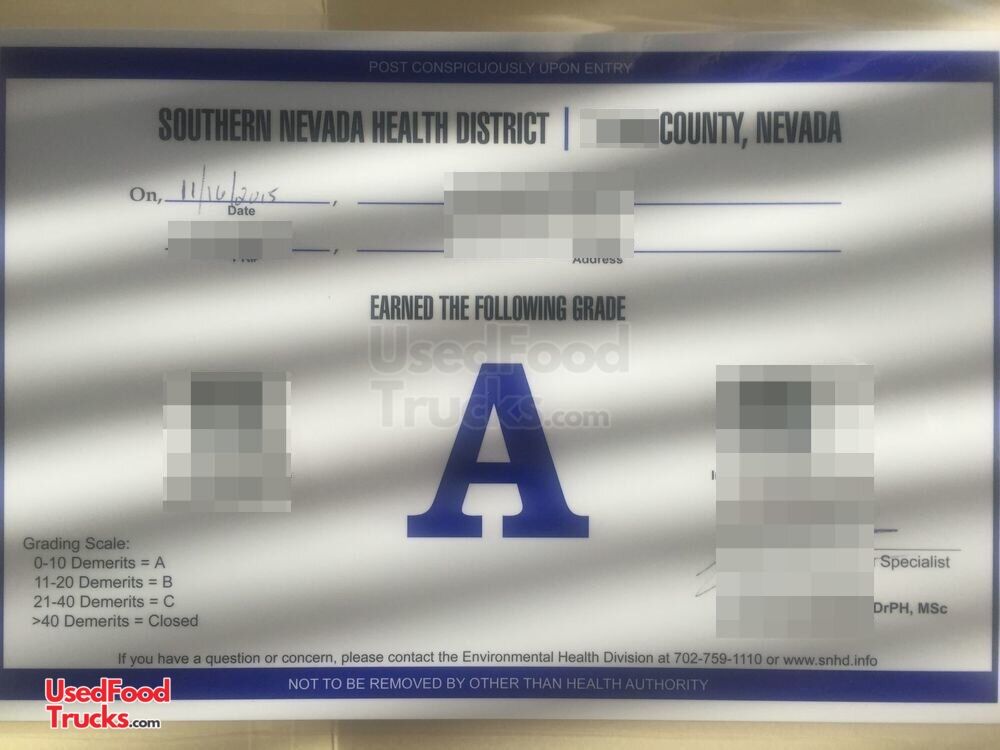 POST CONSPICUOUSLY UPON ENTRY
SOUTHERN NEVADA HEALTH DISTRICT | COUNTY, NEVADA
On, 11/16/2015,
Date
,
Address
EARNED THE FOLLOWING GRADE
UsedFood
Trucks.com
A
Grading Scale:
0-10 Demerits = A
11-20 Demerits = B
21-40 Demerits = C
>40 Demerits = Closed
Specialist
DrPH, MSc
If you have a question or concern, please contact the Environmental Health Division at 702-759-1110 or www.snhd.info
NOT TO BE REMOVED BY OTHER THAN HEALTH AUTHORITY
UsedFood
Trucks.com